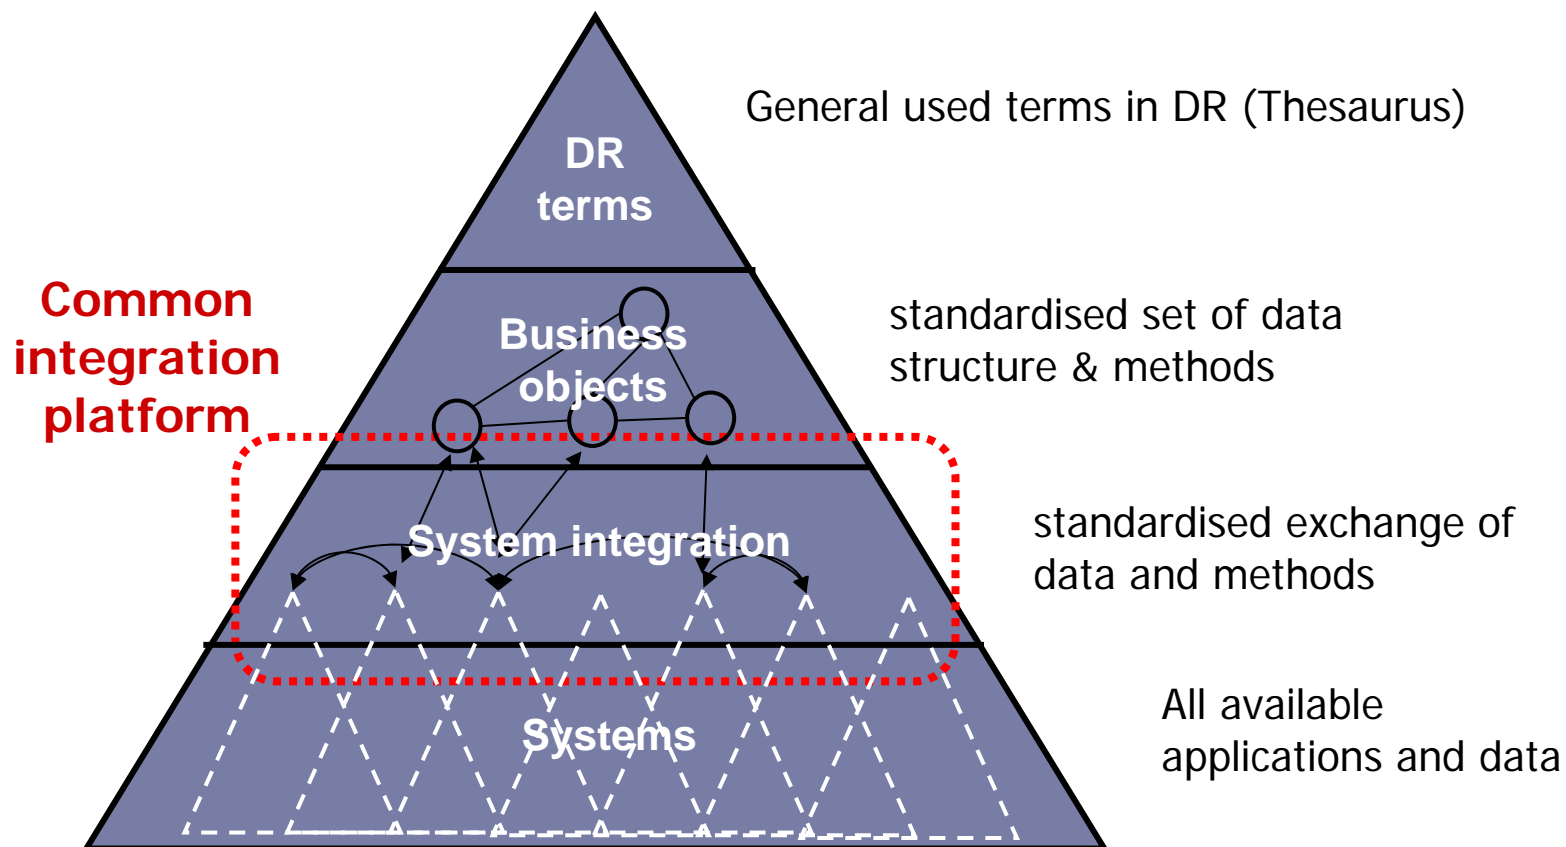 General used terms in DR (Thesaurus)
DR
terms
Common
integration
platform
Business
objects
standardised set of data
structure & methods
System integration
standardised exchange of
data and methods
Systems
All available
applications and data